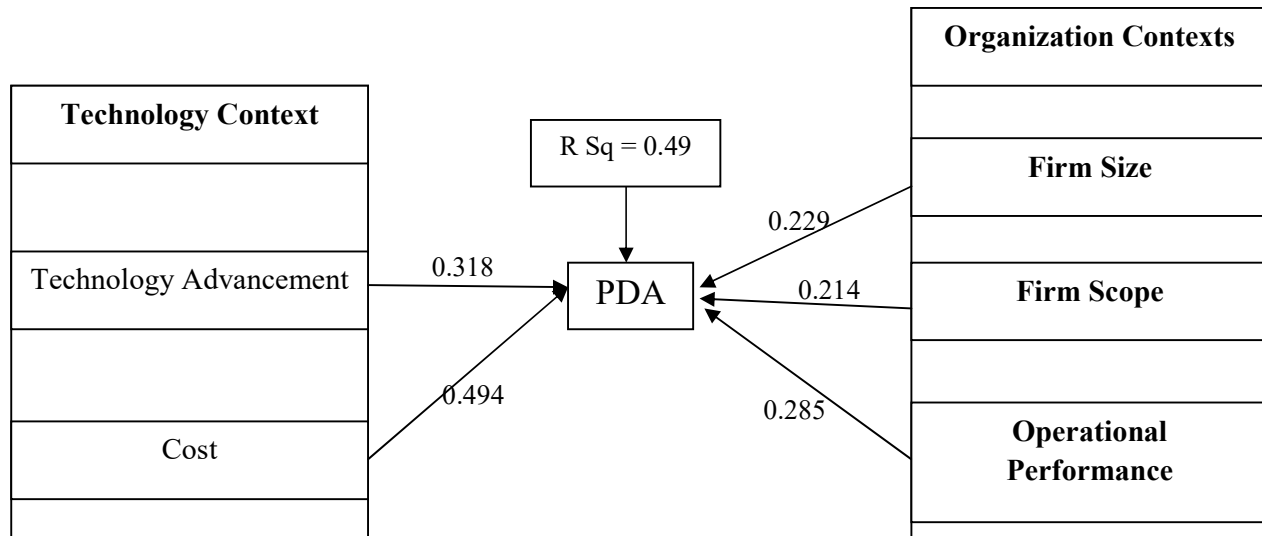 Technology Context
Technology Advancement
Cost
0.318
0.494
R Sq = 0.49
PDA
0.229
0.214
0.285
Organization Contexts
Firm Size
Firm Scope
Operational
Performance